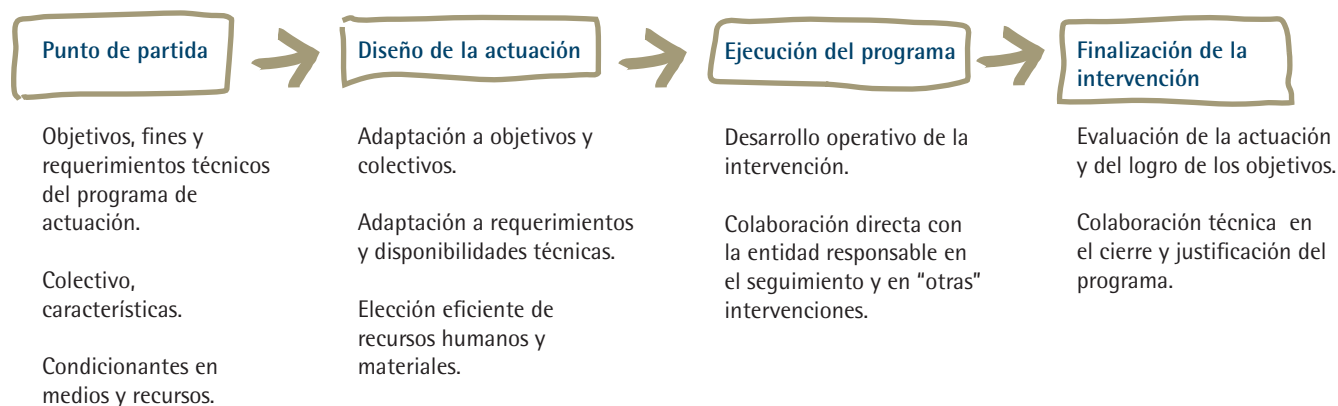 Punto de partida
Objetivos, fines y
requerimientos técnicos
del programa de
actuación.
Colectivo,
características.
Condicionantes en
medios y recursos.
Diseño de la actuación
Adaptación a objetivos y
colectivos.
Adaptación a requerimientos
y disponibilidades técnicas.
Elección eficiente de
recursos humanos y
materiales.
Ejecución del programa
Desarrollo operativo de la
intervención.
Colaboración directa con
la entidad responsable en
el seguimiento y en “otras”
intervenciones.
Finalización de la
intervención
Evaluación de la actuación
y del logro de los objetivos.
Colaboración técnica en
el cierre y justificación del
programa.